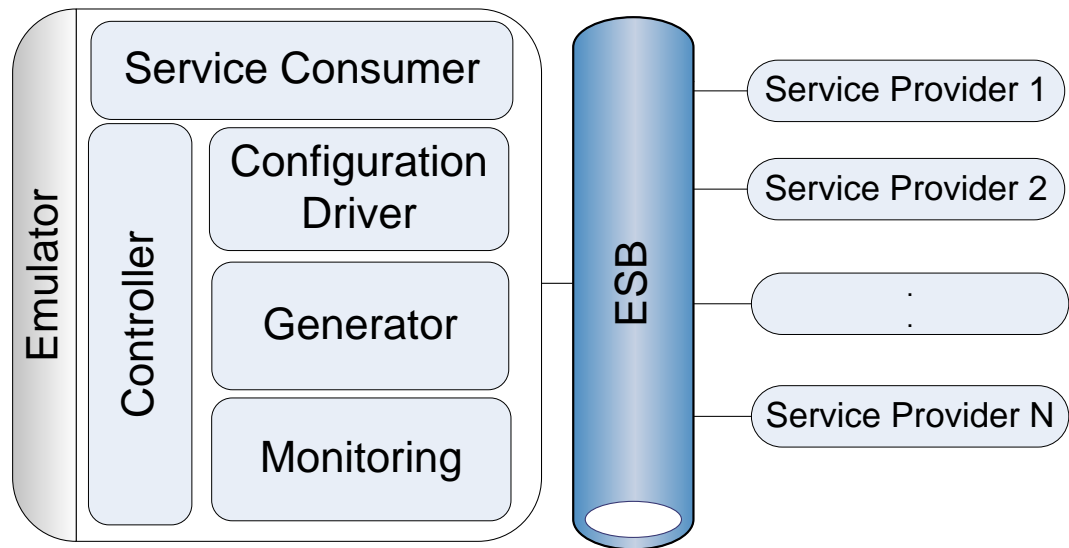 Emulator
Service Consumer
Controller
Configuration
Driver
Generator
Monitoring
ESB
Service Provider 1
Service Provider 2
.
.
Service Provider N